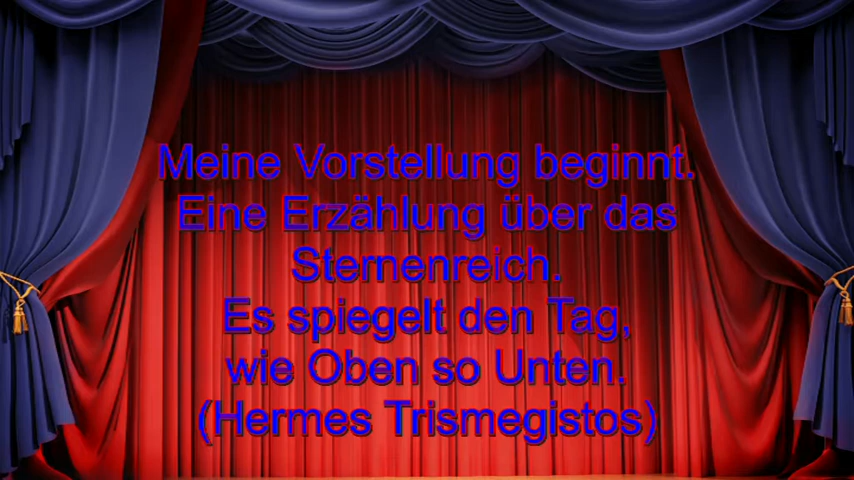 Meine Vorstellung beginnt.
Eine Erzählung über das
Sternenreich.
Es spiegelt den Tag,
wie Oben so Unten.
(Hermes Trismegistos)